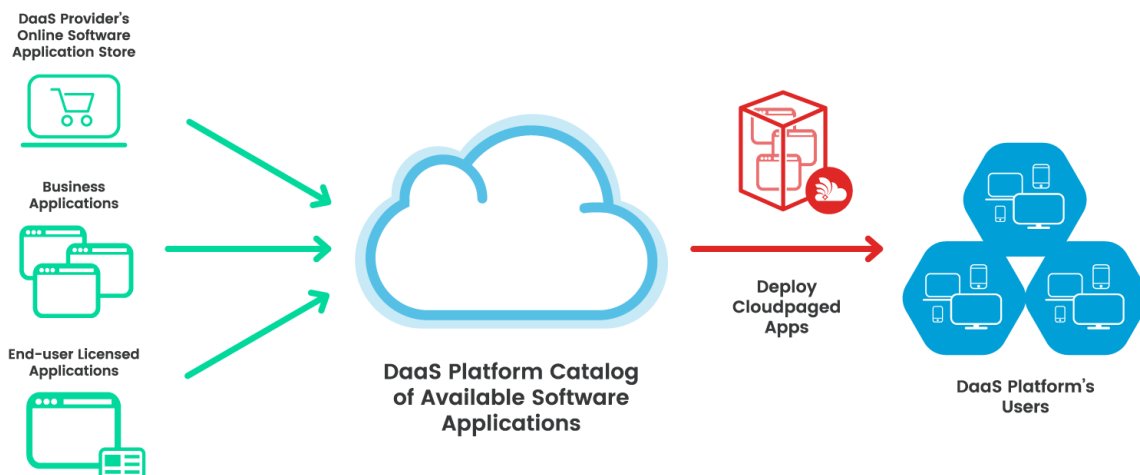 DaaS Provider's
Online Software
Application Store
Business
Applications
End-user Licensed
Applications
DaaS Platform Catalog
of Available Software
Applications
Deploy
Cloudpaged
Apps
DaaS Platform's
Users